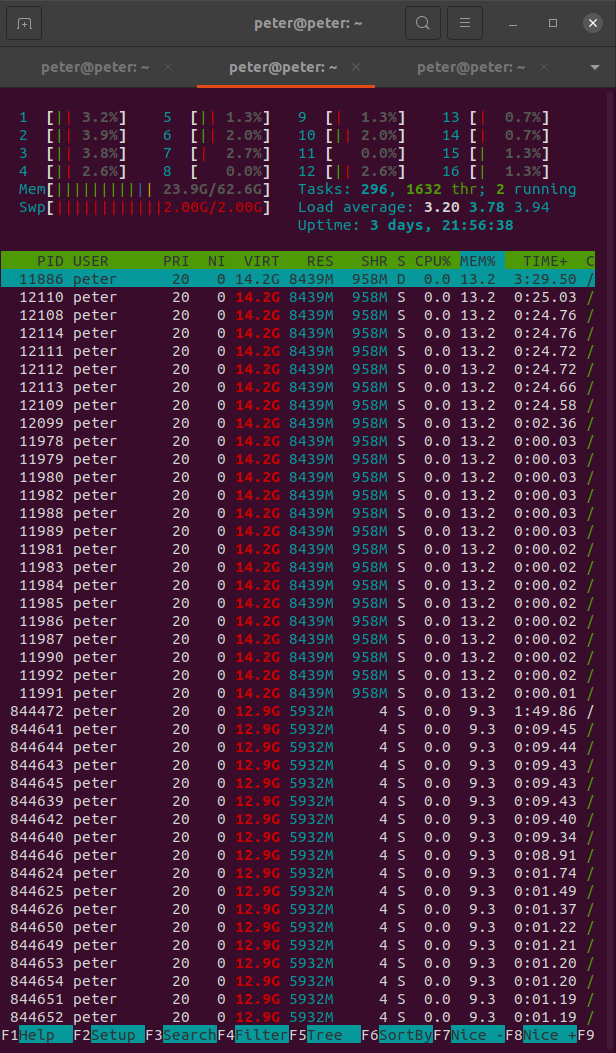 peter@peter: ~
peter@peter: ~ × peter@peter: ~ × peter@peter: ~ ×
1 [|| 3.2%] 5 [|| 1.3%] 9 [| 1.3%] 13 [| 0.7%]
2 [|| 3.9%] 6 [|| 2.0%] 10 [|| 2.0%] 14 [| 0.7%]
3 [|| 3.8%] 7 [| 2.7%] 11 [ 0.0%] 15 [| 1.3%]
4 [|| 2.6%] 8 [ 0.0%] 12 [|| 2.6%] 16 [| 1.3%]
Mem[|||||||||||| 23.9G/62.6G] Tasks: 296, 1632 thr; 2 running
Swp[||||||||||||2.00G/2.00G] Load average: 3.20 3.78 3.94
Uptime: 3 days, 21:56:38
PID USER PRI NI VIRT RES SHR S CPU% MEM% TIME+ C
11886 peter 20 0 14.2G 8439M 958M D 0.0 13.2 3:29.50 /
12110 peter 20 0 14.2G 8439M 958M S 0.0 13.2 0:25.03 /
12108 peter 20 0 14.2G 8439M 958M S 0.0 13.2 0:24.76 /
12114 peter 20 0 14.2G 8439M 958M S 0.0 13.2 0:24.76 /
12111 peter 20 0 14.2G 8439M 958M S 0.0 13.2 0:24.72 /
12112 peter 20 0 14.2G 8439M 958M S 0.0 13.2 0:24.72 /
12113 peter 20 0 14.2G 8439M 958M S 0.0 13.2 0:24.66 /
12109 peter 20 0 14.2G 8439M 958M S 0.0 13.2 0:24.58 /
12099 peter 20 0 14.2G 8439M 958M S 0.0 13.2 0:02.36 /
11978 peter 20 0 14.2G 8439M 958M S 0.0 13.2 0:00.03 /
11979 peter 20 0 14.2G 8439M 958M S 0.0 13.2 0:00.03 /
11980 peter 20 0 14.2G 8439M 958M S 0.0 13.2 0:00.03 /
11982 peter 20 0 14.2G 8439M 958M S 0.0 13.2 0:00.03 /
11988 peter 20 0 14.2G 8439M 958M S 0.0 13.2 0:00.03 /
11989 peter 20 0 14.2G 8439M 958M S 0.0 13.2 0:00.03 /
11981 peter 20 0 14.2G 8439M 958M S 0.0 13.2 0:00.02 /
11983 peter 20 0 14.2G 8439M 958M S 0.0 13.2 0:00.02 /
11984 peter 20 0 14.2G 8439M 958M S 0.0 13.2 0:00.02 /
11985 peter 20 0 14.2G 8439M 958M S 0.0 13.2 0:00.02 /
11986 peter 20 0 14.2G 8439M 958M S 0.0 13.2 0:00.02 /
11987 peter 20 0 14.2G 8439M 958M S 0.0 13.2 0:00.02 /
11990 peter 20 0 14.2G 8439M 958M S 0.0 13.2 0:00.02 /
11992 peter 20 0 14.2G 8439M 958M S 0.0 13.2 0:00.02 /
11991 peter 20 0 14.2G 8439M 958M S 0.0 13.2 0:00.01 /
844472 peter 20 0 12.9G 5932M 4 S 0.0 9.3 1:49.86 /
844641 peter 20 0 12.9G 5932M 4 S 0.0 9.3 0:09.45 /
844644 peter 20 0 12.9G 5932M 4 S 0.0 9.3 0:09.44 /
844643 peter 20 0 12.9G 5932M 4 S 0.0 9.3 0:09.43 /
844645 peter 20 0 12.9G 5932M 4 S 0.0 9.3 0:09.43 /
844639 peter 20 0 12.9G 5932M 4 S 0.0 9.3 0:09.43 /
844642 peter 20 0 12.9G 5932M 4 S 0.0 9.3 0:09.40 /
844640 peter 20 0 12.9G 5932M 4 S 0.0 9.3 0:09.34 /
844646 peter 20 0 12.9G 5932M 4 S 0.0 9.3 0:08.91 /
844624 peter 20 0 12.9G 5932M 4 S 0.0 9.3 0:01.74 /
844625 peter 20 0 12.9G 5932M 4 S 0.0 9.3 0:01.49 /
844626 peter 20 0 12.9G 5932M 4 S 0.0 9.3 0:01.37 /
844650 peter 20 0 12.9G 5932M 4 S 0.0 9.3 0:01.22 /
844649 peter 20 0 12.9G 5932M 4 S 0.0 9.3 0:01.21 /
844653 peter 20 0 12.9G 5932M 4 S 0.0 9.3 0:01.20 /
844654 peter 20 0 12.9G 5932M 4 S 0.0 9.3 0:01.20 /
844651 peter 20 0 12.9G 5932M 4 S 0.0 9.3 0:01.19 /
844652 peter 20 0 12.9G 5932M 4 S 0.0 9.3 0:01.19 /
F1Help F2Setup F3SearchF4FilterF5Tree F6SortByF7Nice -F8Nice +F9